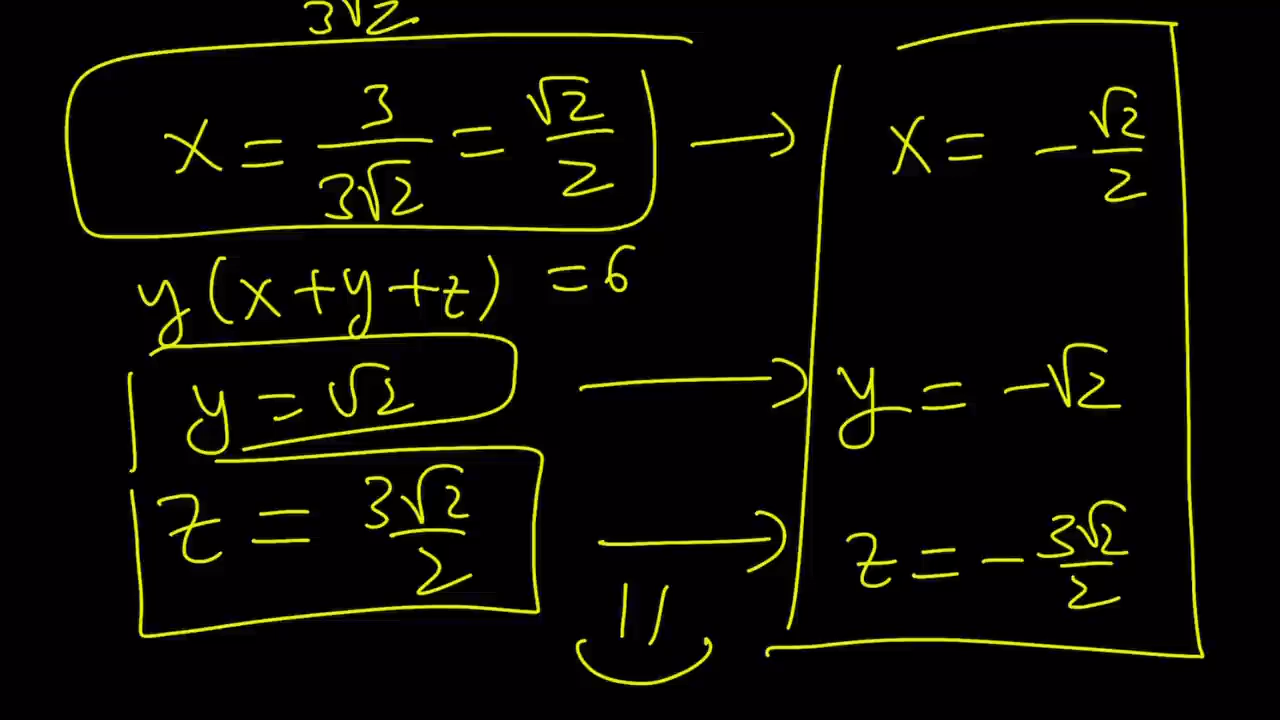 3√2
x = 3/(3√2) = √2/2 → x = -√2/2
y(x+y+z) = 6
y = √2 → y = -√2
z = 3√2/2 → z = -3√2/2